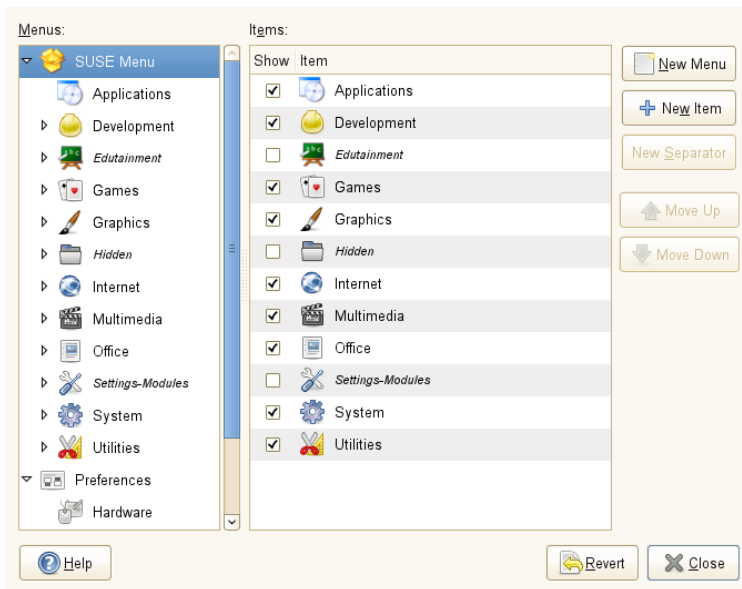 Menus:
SUSE Menu
Applications
Development
Edutainment
Games
Graphics
Hidden
Internet
Multimedia
Office
Settings-Modules
System
Utilities
Preferences
Hardware
Items:
Show Item
Applications
Development
Edutainment
Games
Graphics
Hidden
Internet
Multimedia
Office
Settings-Modules
System
Utilities
New Menu
New Item
New Separator
Move Up
Move Down
Help
Revert
Close